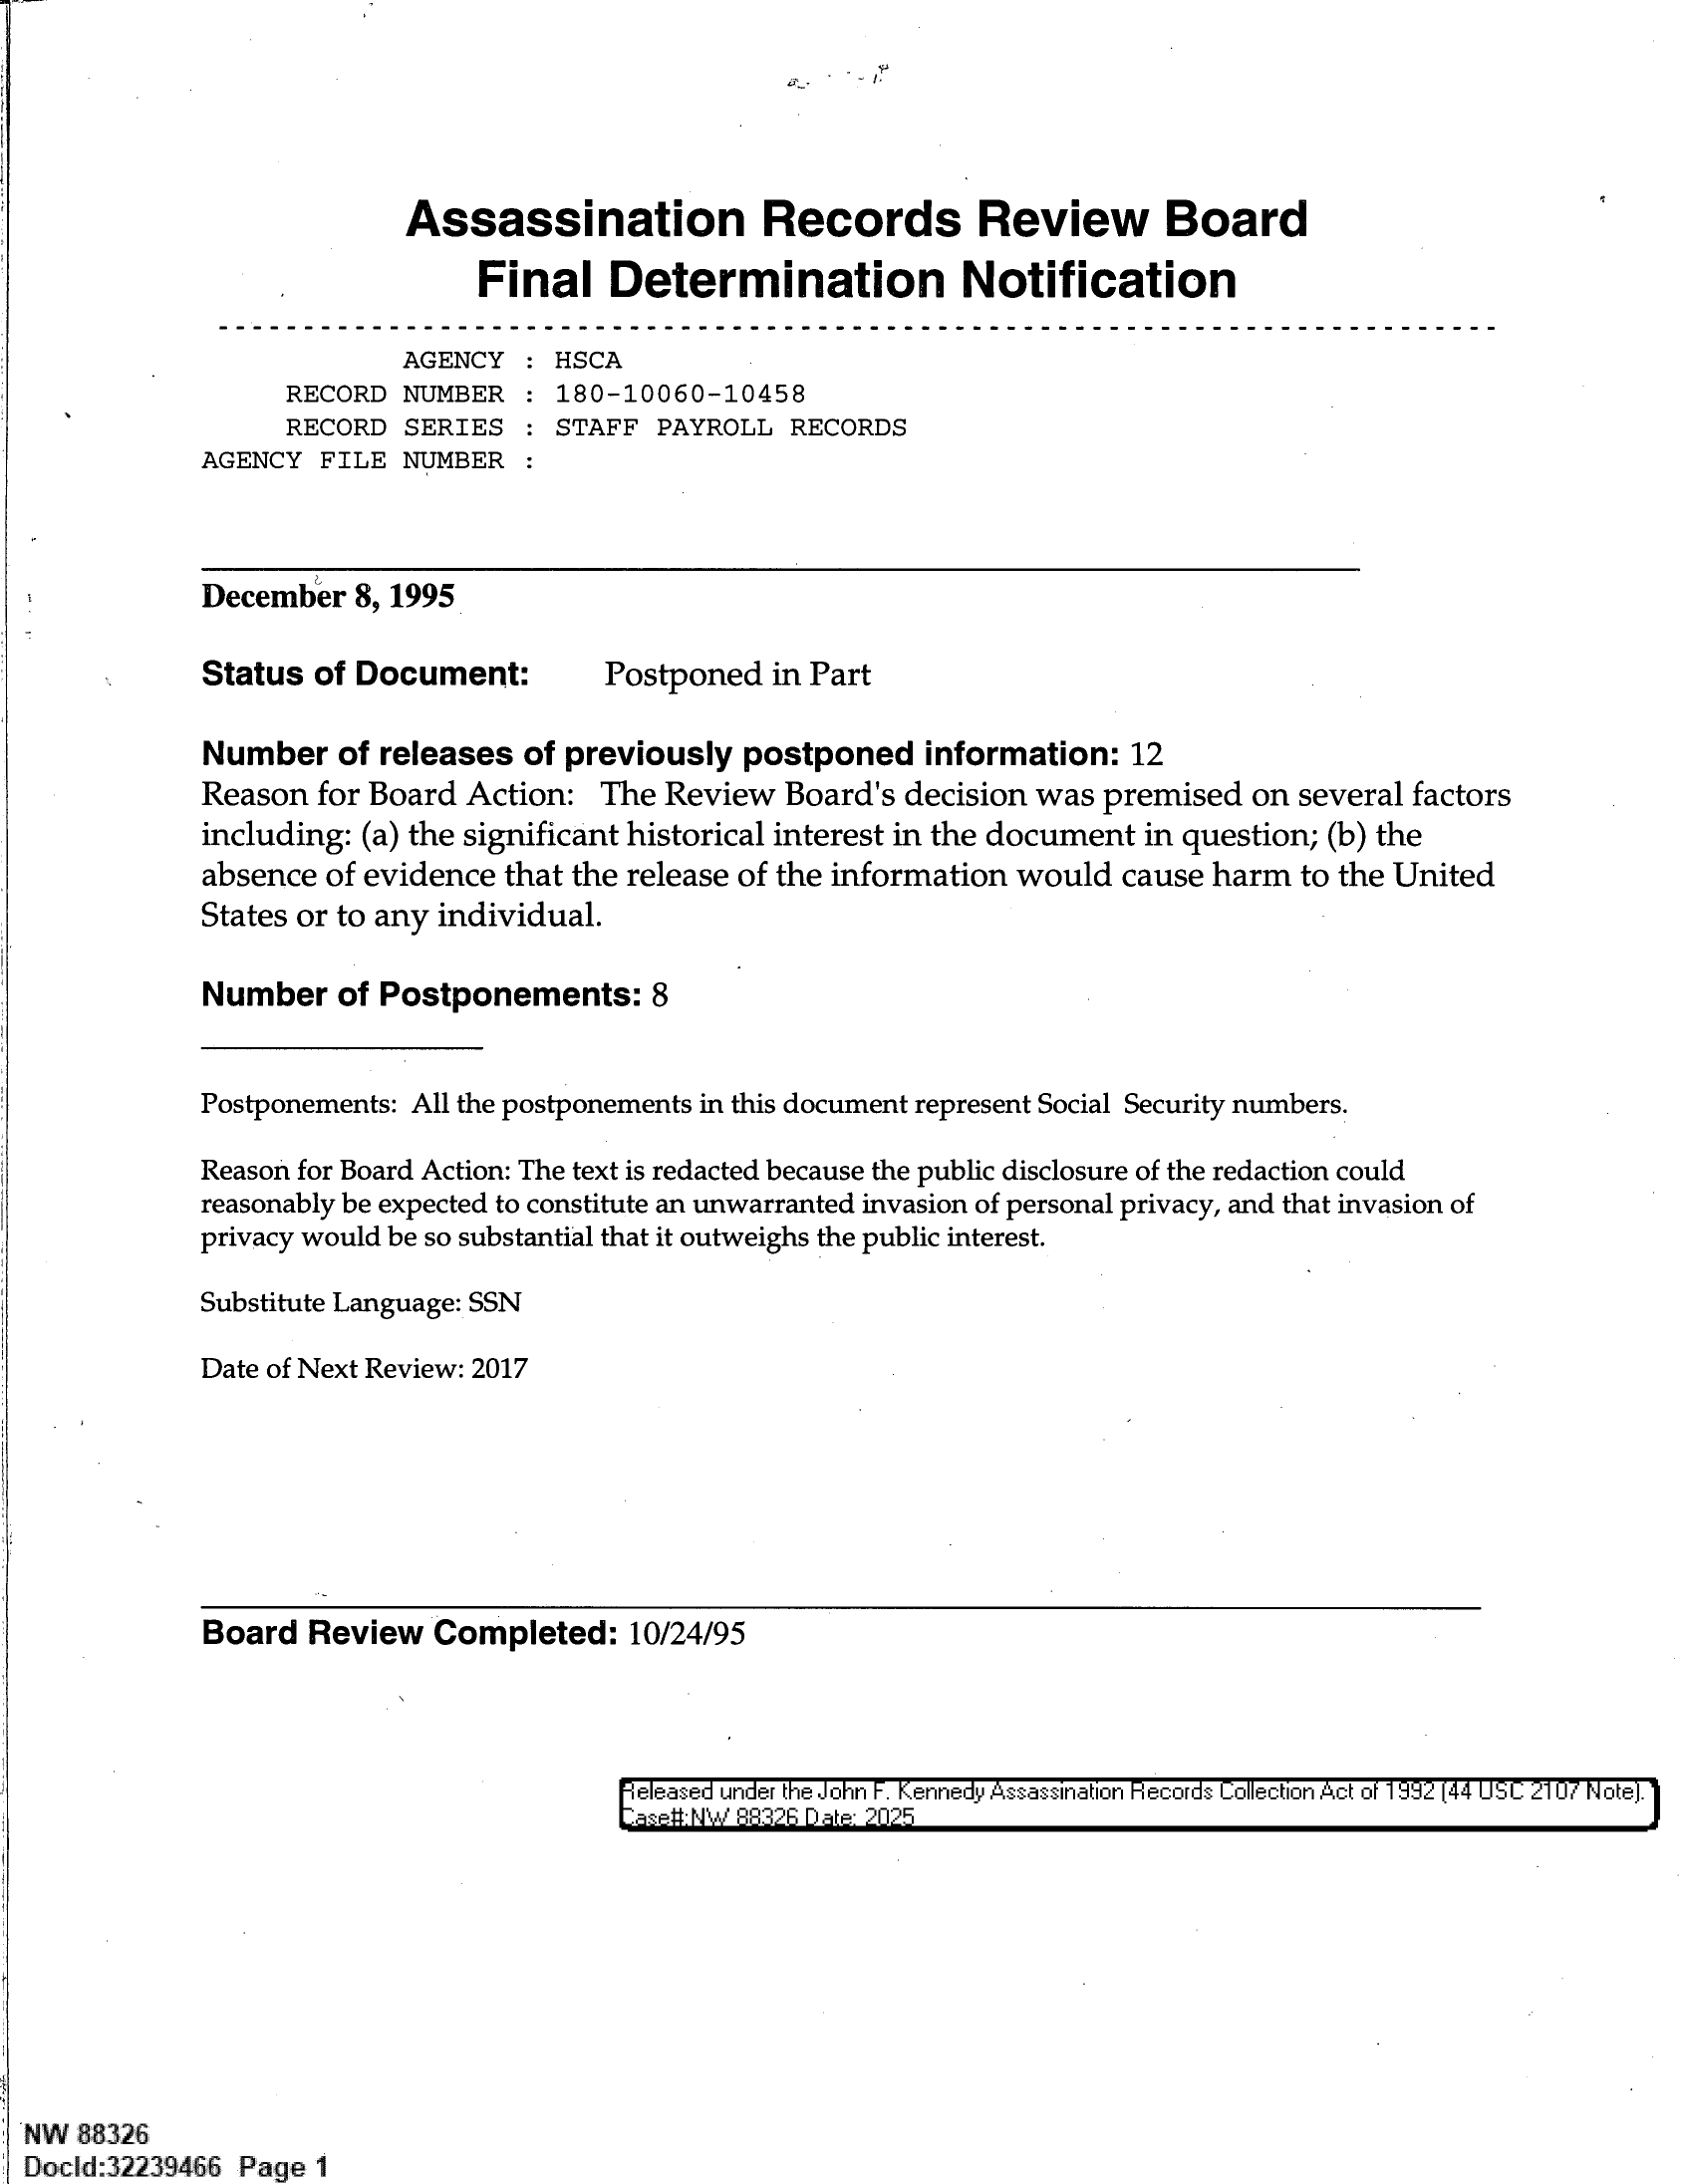 Assassination Records Review Board
Final Determination Notification
AGENCY : HSCA
RECORD NUMBER : 180-10060-10458
RECORD SERIES : STAFF PAYROLL RECORDS
AGENCY FILE NUMBER :
December 8, 1995
Status of Document: Postponed in Part
Number of releases of previously postponed information: 12
Reason for Board Action: The Review Board's decision was premised on several factors
including: (a) the significant historical interest in the document in question; (b) the
absence of evidence that the release of the information would cause harm to the United
States or to any individual.
Number of Postponements: 8
Postponements: All the postponements in this document represent Social Security numbers.
Reason for Board Action: The text is redacted because the public disclosure of the redaction could
reasonably be expected to constitute an unwarranted invasion of personal privacy, and that invasion of
privacy would be so substantial that it outweighs the public interest.
Substitute Language: SSN
Date of Next Review: 2017
Board Review Completed: 10/24/95
Released under the John F. Kennedy Assassination Records Collection Act of 1992 (44 USC 2107 Note).
Case#:NW 88326 Date: 2025
NW 88326
DocId:32239466 Page 1